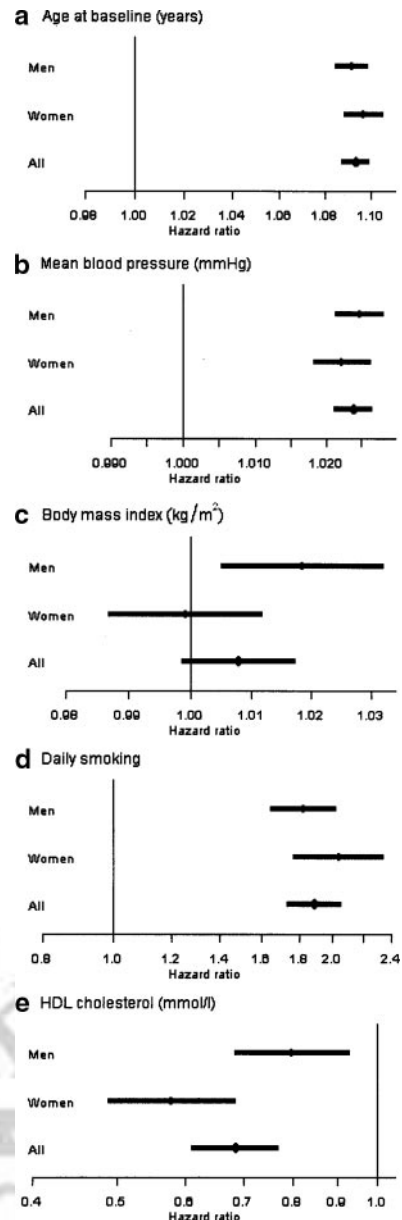 a Age at baseline (years)
Men
Women
All
0.98 1.00 1.02 1.04 1.06 1.08 1.10
Hazard ratio
b Mean blood pressure (mmHg)
Men
Women
All
0.990 1.000 1.010 1.020
Hazard ratio
c Body mass index (kg/m²)
Men
Women
All
0.98 0.99 1.00 1.01 1.02 1.03
Hazard ratio
d Daily smoking
Men
Women
All
0.8 1.0 1.2 1.4 1.6 1.8 2.0 2.4
Hazard ratio
e HDL cholesterol (mmol/l)
Men
Women
All
0.4 0.5 0.6 0.7 0.8 0.9 1.0
Hazard ratio